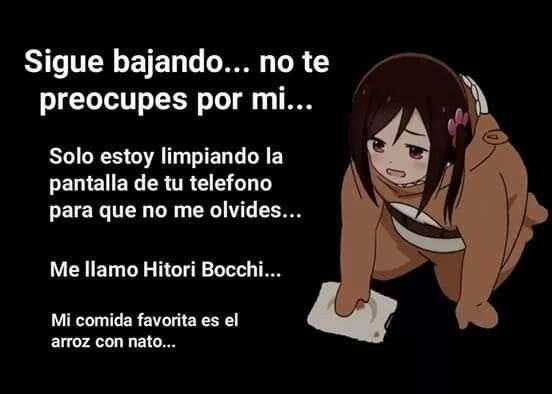 Sigue bajando... no te
preocupes por mi...
Solo estoy limpiando la
pantalla de tu telefono
para que no me olvides...
Me llamo Hitori Bocchi...
Mi comida favorita es el
arroz con nato...